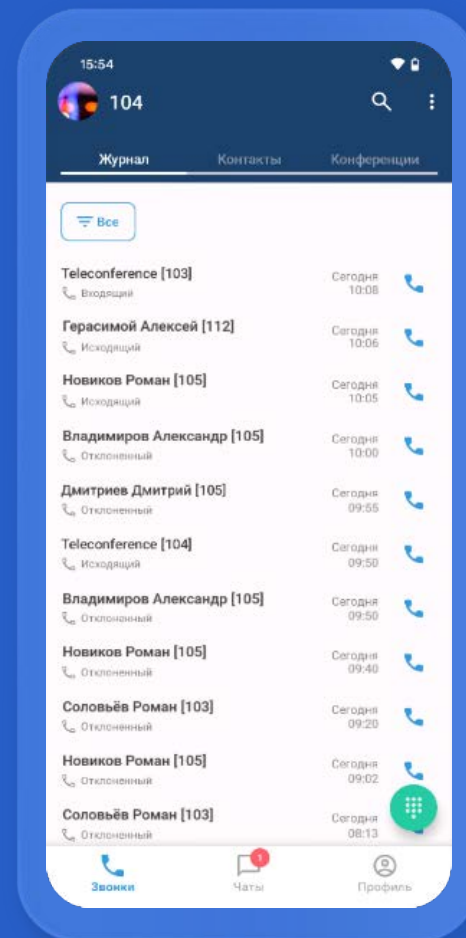 15:54
104
Журнал Контакты Конференции
Все
Teleconference [103] Сегодня
Входящий 10:08
Герасимой Алексей [112] Сегодня
Исходящий 10:06
Новиков Роман [105] Сегодня
Исходящий 10:05
Владимиров Александр [105] Сегодня
Отклоненный 10:00
Дмитриев Дмитрий [105] Сегодня
Отклоненный 09:55
Teleconference [104] Сегодня
Исходящий 09:50
Владимиров Александр [105] Сегодня
Отклоненный 09:50
Новиков Роман [105] Сегодня
Отклоненный 09:40
Соловьёв Роман [103] Сегодня
Отклоненный 09:20
Новиков Роман [105] Сегодня
Отклоненный 09:02
Соловьёв Роман [103] Сегодня
Отклоненный 08:13
1
Звонки Чаты Профиль